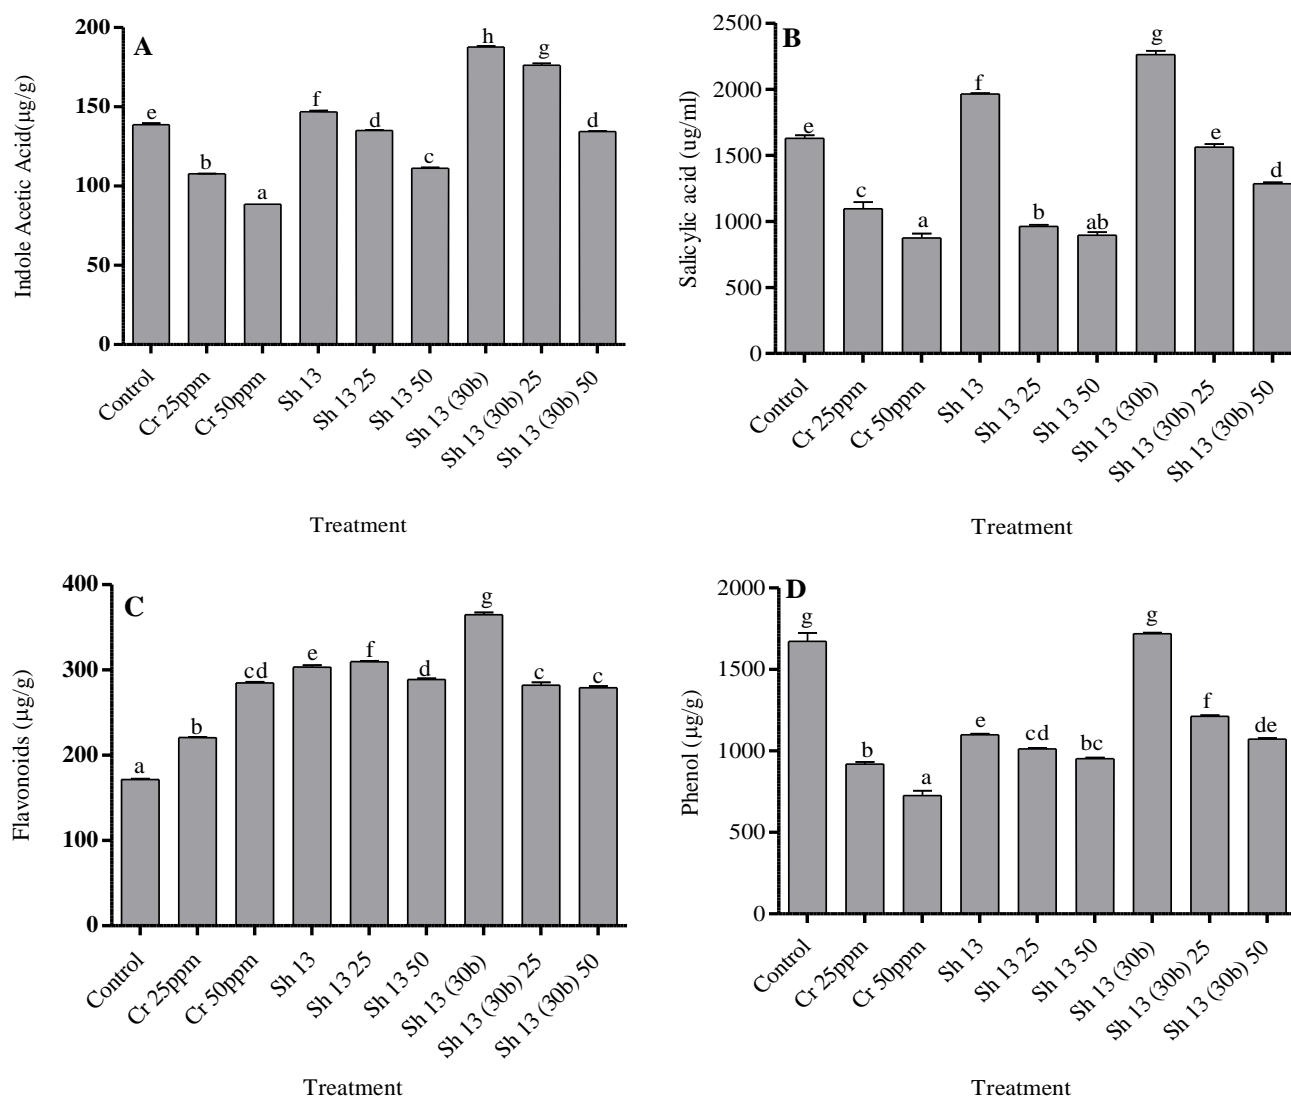 A
Indole Acetic Acid(µg/g)
200
150
100
50
0
e
b
a
f
d
c
h
g
d
Control
Cr 25ppm
Cr 50ppm
Sh 13
Sh 13 25
Sh 13 50
Sh 13 (30b)
Sh 13 (30b) 25
Sh 13 (30b) 50
Treatment
B
Salicylic acid (ug/ml)
2500
2000
1500
1000
500
0
e
c
a
f
b
ab
g
e
d
Control
Cr 25ppm
Cr 50ppm
Sh 13
Sh 13 25
Sh 13 50
Sh 13 (30b)
Sh 13 (30b) 25
Sh 13 (30b) 50
Treatment
C
Flavonoids (µg/g)
400
300
200
100
0
a
b
cd
e
f
d
g
c
c
Control
Cr 25ppm
Cr 50ppm
Sh 13
Sh 13 25
Sh 13 50
Sh 13 (30b)
Sh 13 (30b) 25
Sh 13 (30b) 50
Treatment
D
Phenol (µg/g)
2000
1500
1000
500
0
g
b
a
e
cd
bc
g
f
de
Control
Cr 25ppm
Cr 50ppm
Sh 13
Sh 13 25
Sh 13 50
Sh 13 (30b)
Sh 13 (30b) 25
Sh 13 (30b) 50
Treatment